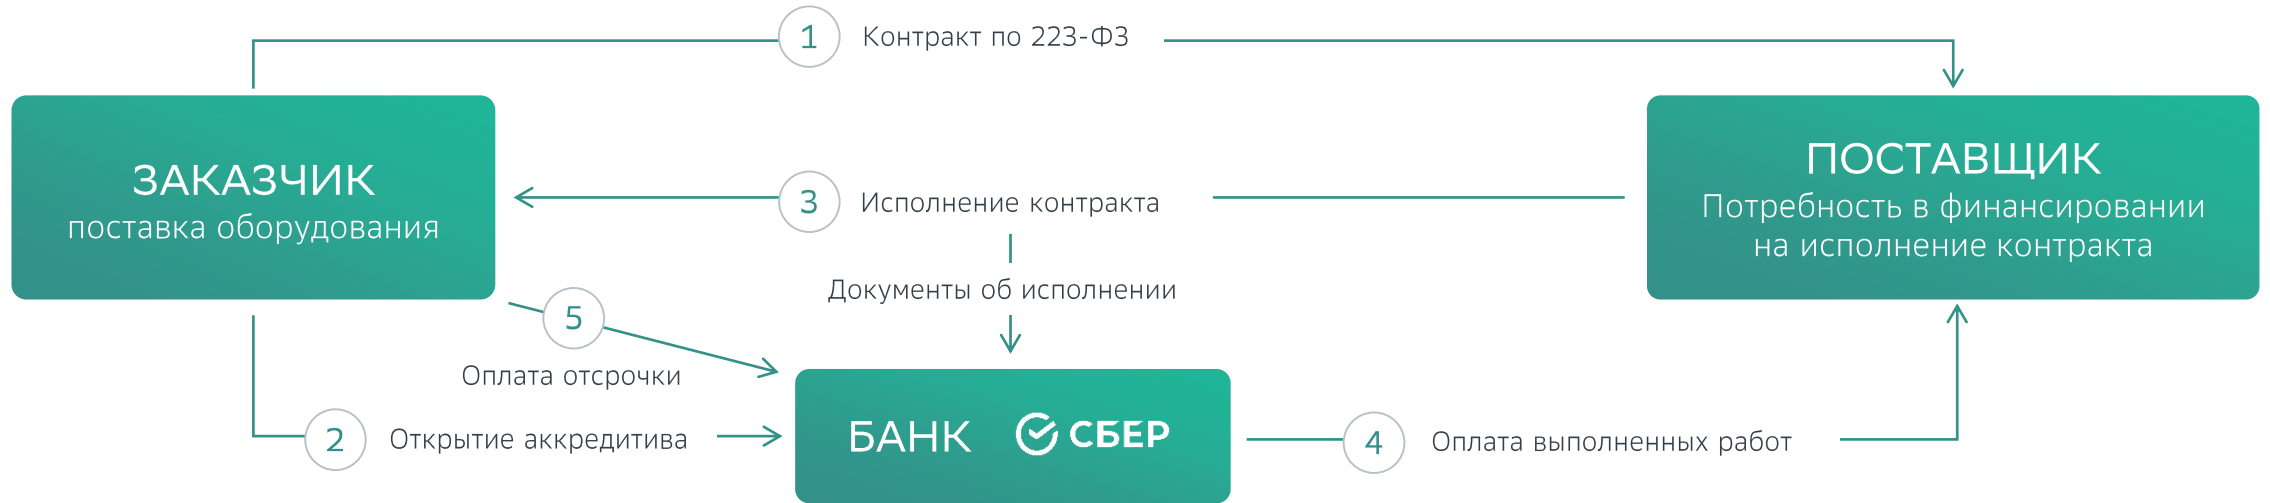 1 Контракт по 223-ФЗ
ЗАКАЗЧИК
поставка оборудования
ПОСТАВЩИК
Потребность в финансировании
на исполнение контракта
3 Исполнение контракта
Документы об исполнении
5
Оплата отсрочки
2 Открытие аккредитива
БАНК СБЕР
4 Оплата выполненных работ